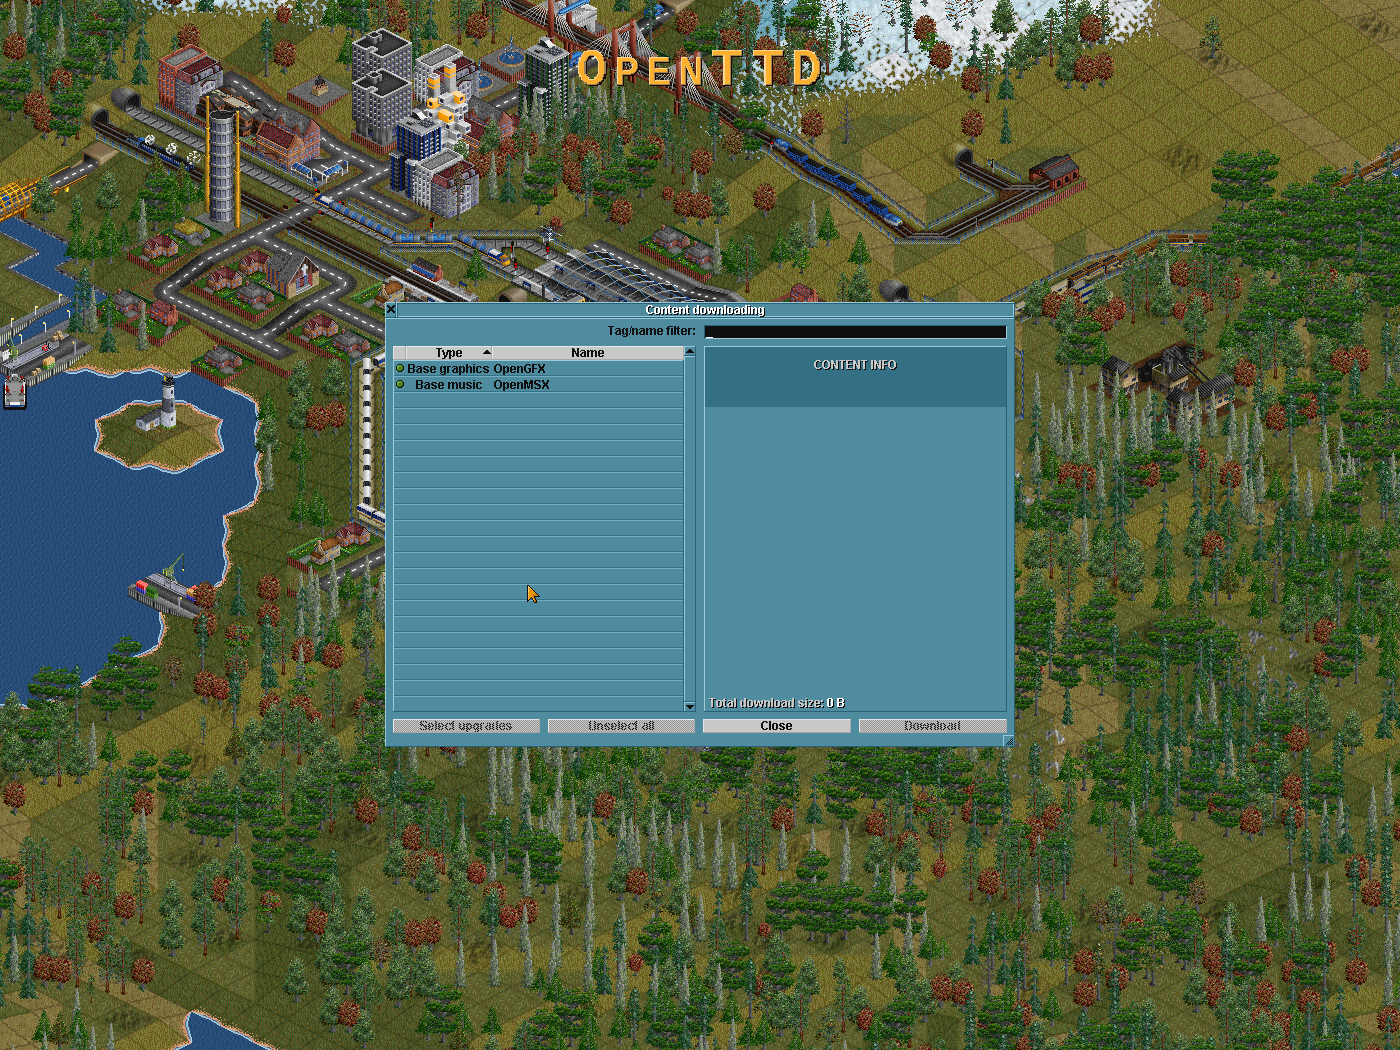 OPENTTD
Content downloading
Tag/name filter:
Type Name
Base graphics OpenGFX
Base music OpenMSX
CONTENT INFO
Total download size: 0 B
Select upgrades Unselect all Close Download